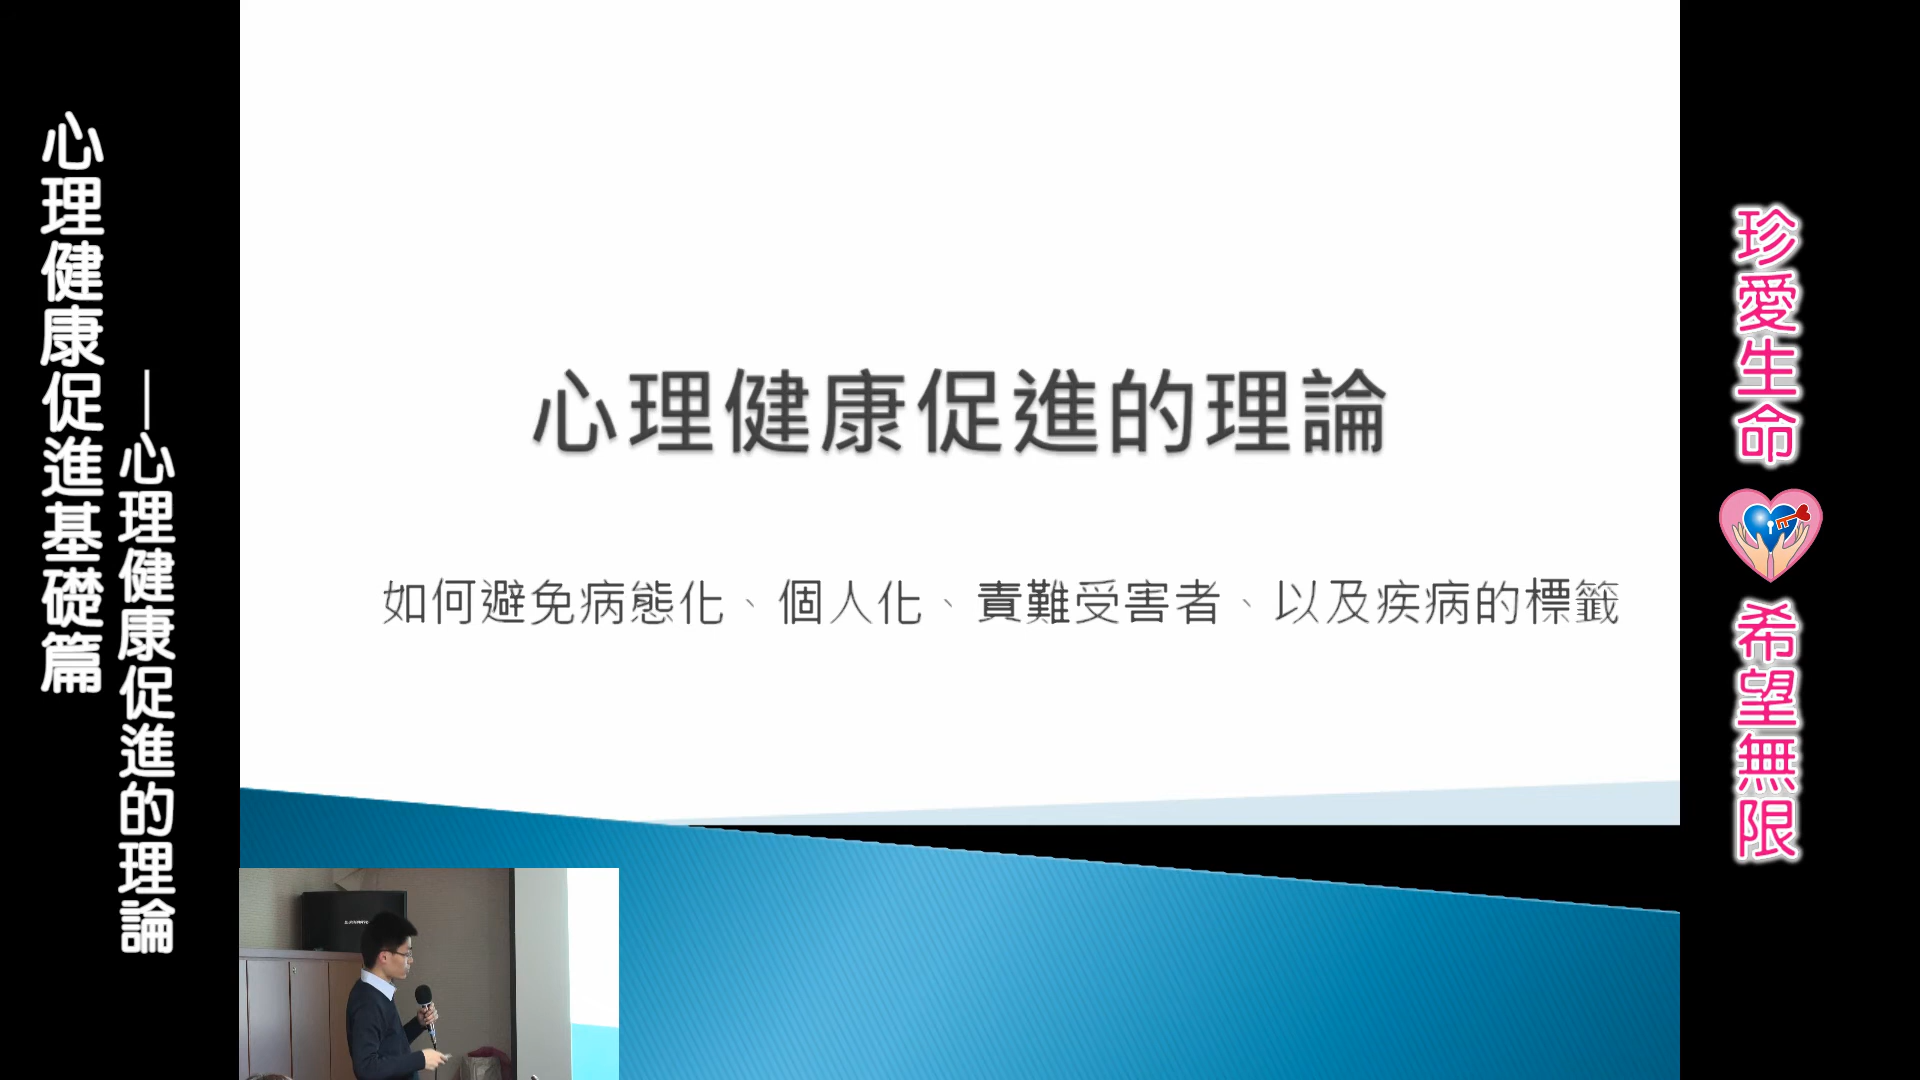 心理健康促進基礎篇
—心理健康促進的理論
心理健康促進的理論
如何避免病態化、個人化、責難受害者、以及疾病的標籤
珍愛生命
希望無限